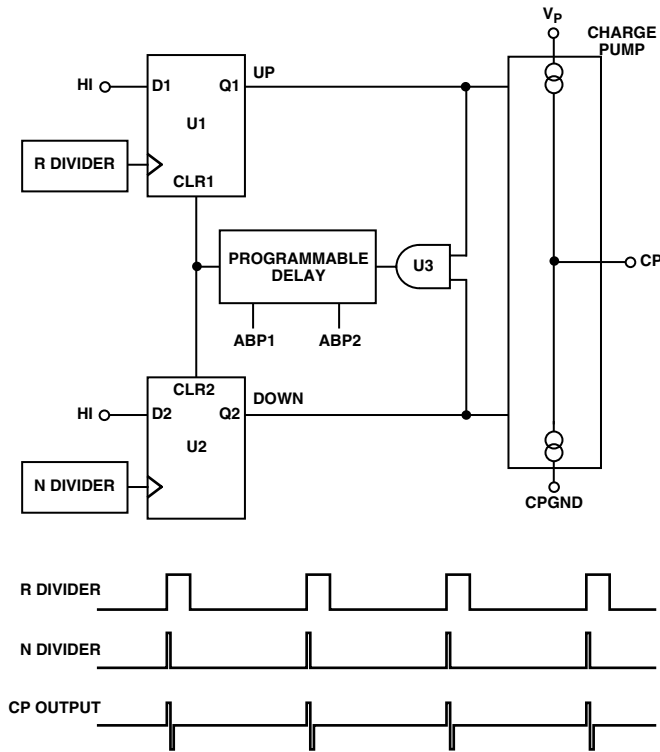 VP
CHARGE
PUMP
UP
HI
D1
Q1
U1
R DIVIDER
CLR1
PROGRAMMABLE
DELAY
U3
CP
ABP1
ABP2
CLR2
DOWN
HI
D2
Q2
U2
N DIVIDER
CPGND
R DIVIDER
N DIVIDER
CP OUTPUT